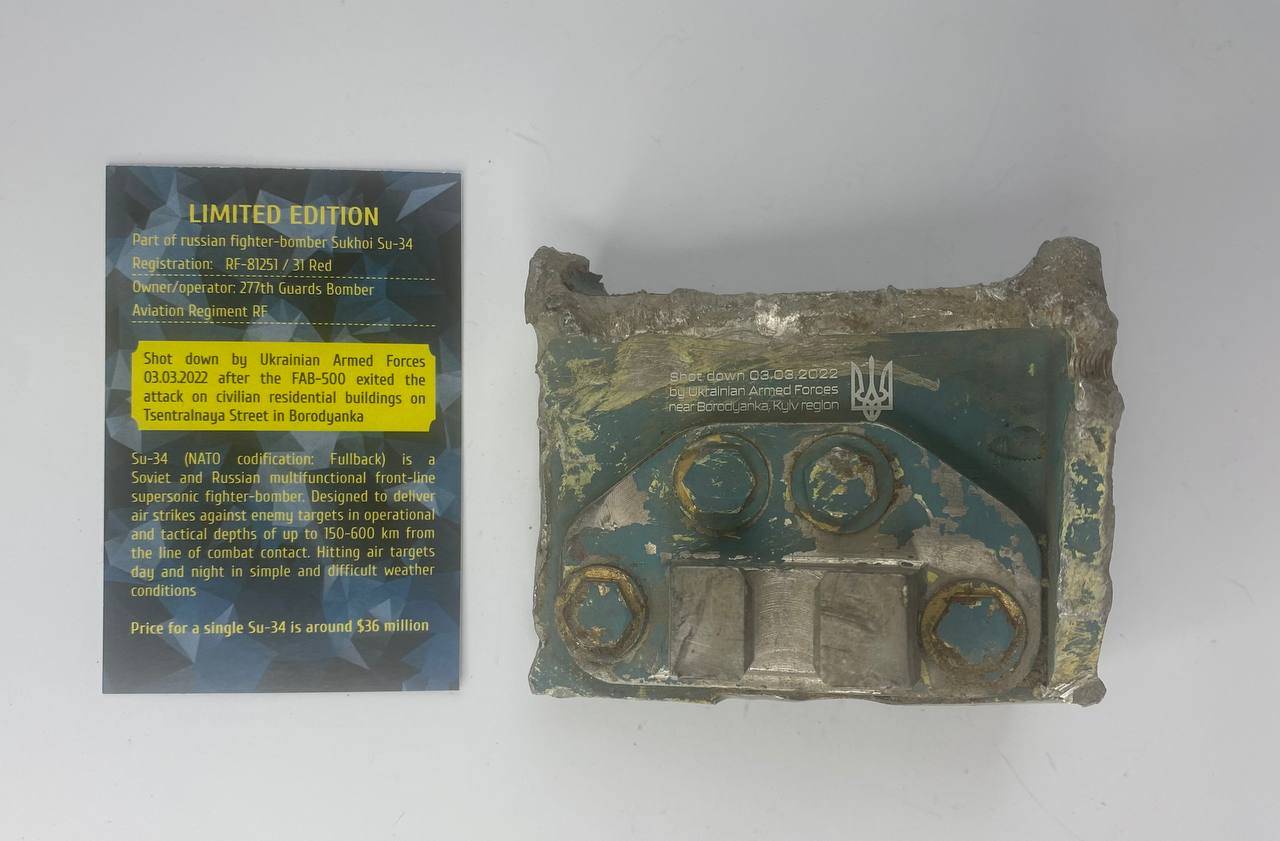 LIMITED EDITION
Part of russian fighter-bomber Sukhoi Su-34
Registration: RF-81251 / 31 Red
Owner/operator: 277th Guards Bomber
Aviation Regiment RF
Shot down by Ukrainian Armed Forces
03.03.2022 after the FAB-500 exited the
attack on civilian residential buildings on
Tsentralnaya Street in Borodyanka
Su-34 (NATO codification: Fullback) is a
Soviet and Russian multifunctional front-line
supersonic fighter-bomber. Designed to deliver
air strikes against enemy targets in operational
and tactical depths of up to 150-600 km from
the line of combat contact. Hitting air targets
day and night in simple and difficult weather
conditions
Price for a single Su-34 is around $36 million
Shot down 03.03.2022
by Ukrainian Armed Forces
near Borodyanka, Kyiv region